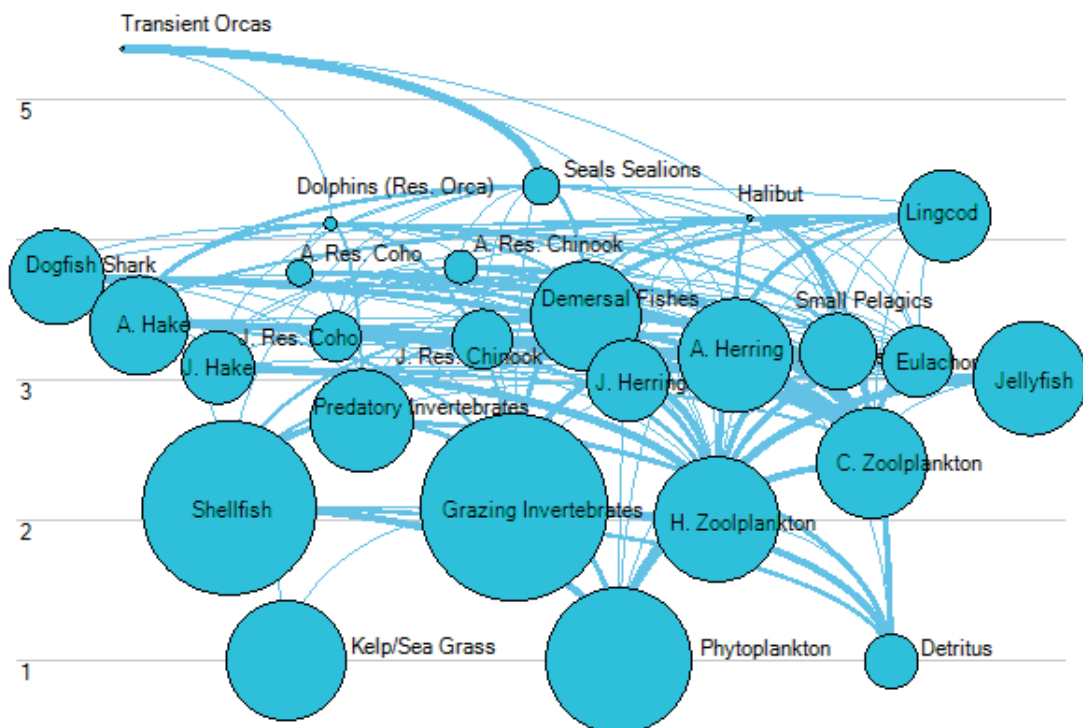 Transient Orcas
5
Seals Sealions
Dolphins (Res. Orca)
Halibut
Lingcod
A. Res. Chinook
A. Res. Coho
Dogfish Shark
Demersal Fishes
Small Pelagics
A. Hake
J. Res. Coho
A. Herring
J. Res. Chinook
Eulachon
J. Hake
J. Herring
Jellyfish
3
Predatory Invertebrates
C. Zoolplankton
Shellfish
Grazing Invertebrates
H. Zoolplankton
2
Kelp/Sea Grass
Phytoplankton
Detritus
1